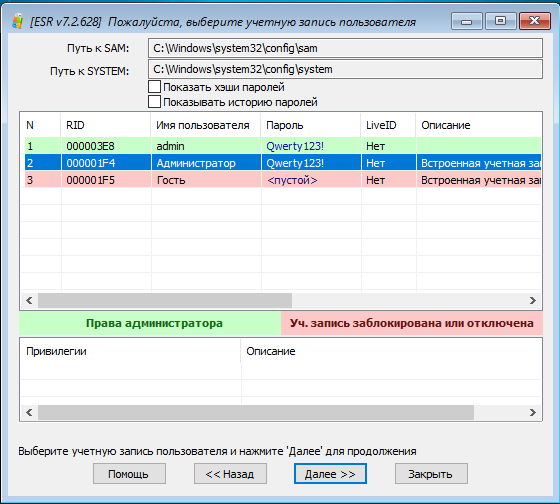 [ESR v7.2.628] Пожалуйста, выберите учетную запись пользователя
Путь к SAM: C:\Windows\system32\config\sam
Путь к SYSTEM: C:\Windows\system32\config\system
Показать хэши паролей
Показывать историю паролей
N RID Имя пользователя Пароль LiveID Описание
1 000003E8 admin Qwerty123! Нет
2 000001F4 Администратор Qwerty123! Нет Встроенная учетная зап
3 000001F5 Гость <пустой> Нет Встроенная учетная зап
Права администратора Уч. запись заблокирована или отключена
Привилегии Описание
Выберите учетную запись пользователя и нажмите 'Далее' для продолжения
Помощь << Назад Далее >> Закрыть